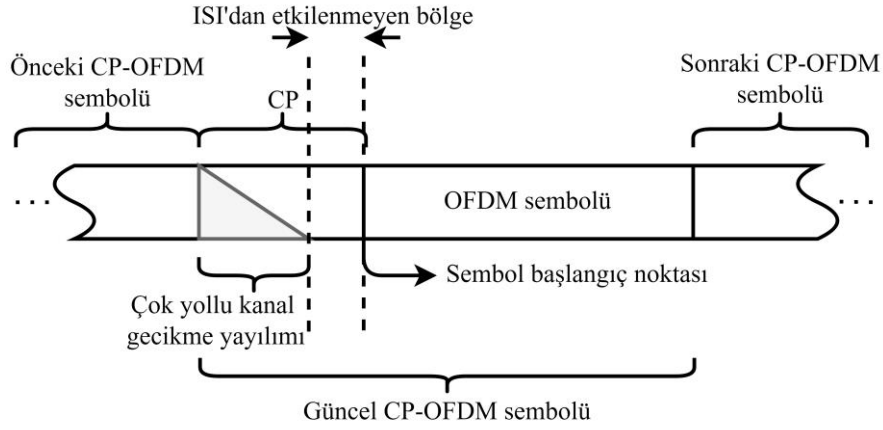 ISI'dan etkilenmeyen bölge
Önceki CP-OFDM
sembolü
CP
Sonraki CP-OFDM
sembolü
. . .
OFDM sembolü
. . .
Sembol başlangıç noktası
Çok yollu kanal
gecikme yayılımı
Güncel CP-OFDM sembolü